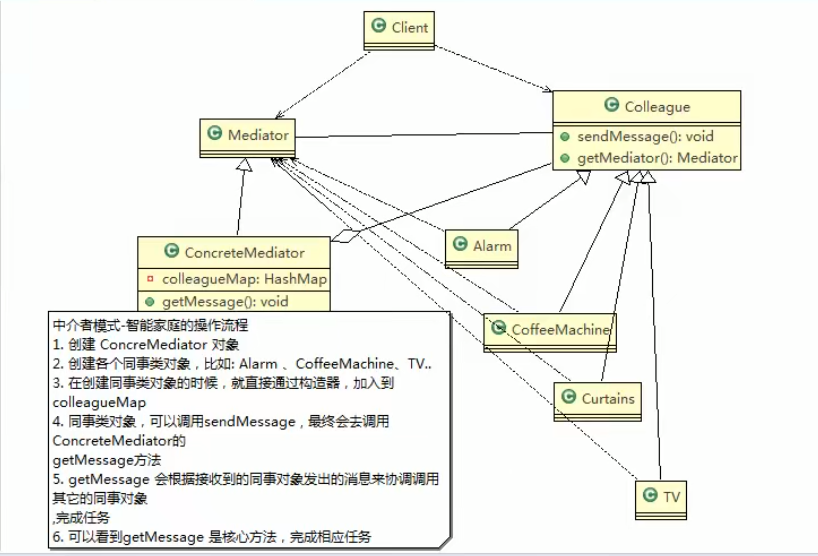 Client
Colleague
sendMessage(): void
getMediator(): Mediator
Mediator
ConcreteMediator
colleagueMap: HashMap
getMessage(): void
Alarm
CoffeeMachine
Curtains
TV
中介者模式-智能家庭的操作流程
1. 创建 ConcreMediator 对象
2. 创建各个同事类对象，比如: Alarm 、CoffeeMachine、TV..
3. 在创建同事类对象的时候，就直接通过构造器，加入到
colleagueMap
4. 同事类对象，可以调用sendMessage，最终会去调用
ConcreteMediator的
getMessage方法
5. getMessage 会根据接收到的同事对象发出的消息来协调调用
其它的同事对象
,完成任务
6. 可以看到getMessage 是核心方法，完成相应任务